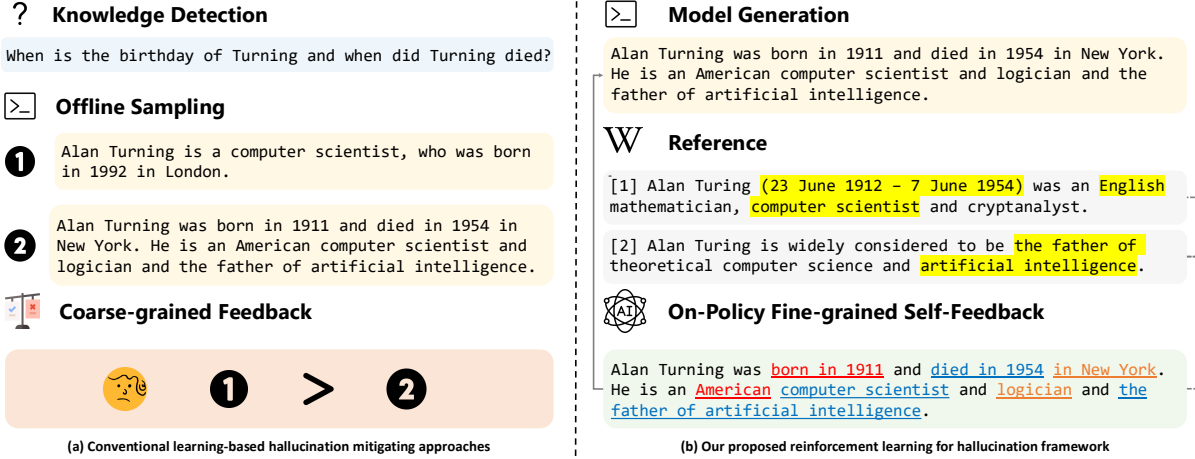 ? Knowledge Detection
When is the birthday of Turning and when did Turning died?
>_ Offline Sampling
1 Alan Turning is a computer scientist, who was born
in 1992 in London.
2 Alan Turning was born in 1911 and died in 1954 in
New York. He is an American computer scientist and
logician and the father of artificial intelligence.
Coarse-grained Feedback
1 > 2
(a) Conventional learning-based hallucination mitigating approaches
>_ Model Generation
Alan Turning was born in 1911 and died in 1954 in New York.
He is an American computer scientist and logician and the
father of artificial intelligence.
W Reference
[1] Alan Turing (23 June 1912 – 7 June 1954) was an English
mathematician, computer scientist and cryptanalyst.
[2] Alan Turing is widely considered to be the father of
theoretical computer science and artificial intelligence.
AI On-Policy Fine-grained Self-Feedback
Alan Turning was born in 1911 and died in 1954 in New York.
He is an American computer scientist and logician and the
father of artificial intelligence.
(b) Our proposed reinforcement learning for hallucination framework